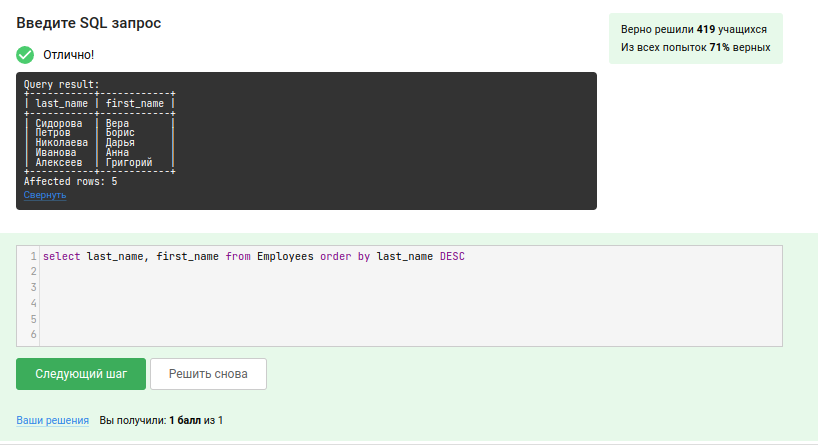 Введите SQL запрос
Верно решили 419 учащихся
Из всех попыток 71% верных
Отлично!
Query result:
+-----------+------------+
| last_name | first_name |
+-----------+------------+
| Сидорова  | Вера       |
| Петров    | Борис      |
| Николаева | Дарья      |
| Иванова   | Анна       |
| Алексеев  | Григорий   |
+-----------+------------+
Affected rows: 5
Свернуть
1 select last_name, first_name from Employees order by last_name DESC
2
3
4
5
6
Следующий шаг Решить снова
Ваши решения Вы получили: 1 балл из 1